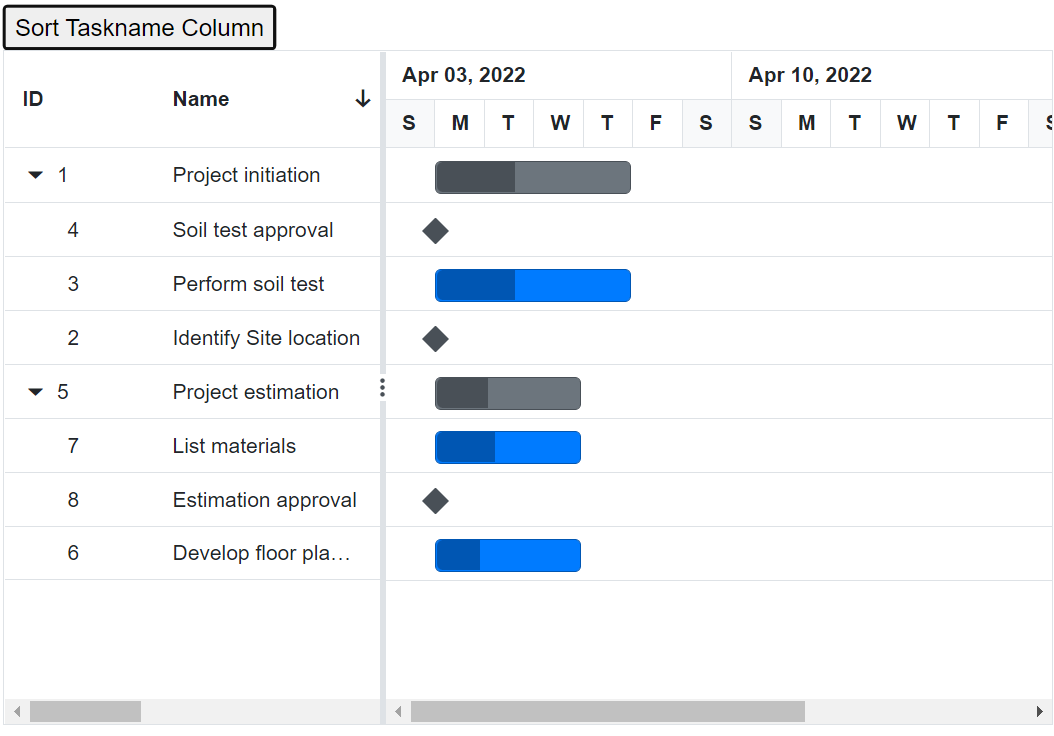 Sort Taskname Column
ID Name Apr 03, 2022 Apr 10, 2022
S M T W T F S S M T W T F S
1 Project initiation
4 Soil test approval
3 Perform soil test
2 Identify Site location
5 Project estimation
7 List materials
8 Estimation approval
6 Develop floor pla…